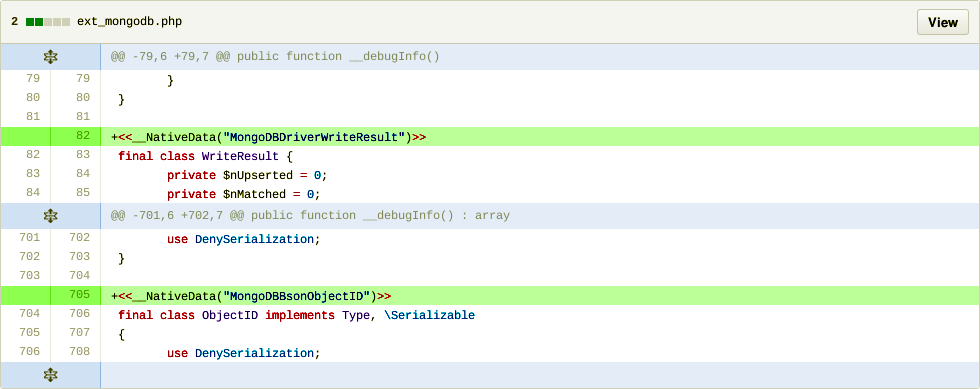 2 ext_mongodb.php View
@@ -79,6 +79,7 @@ public function __debugInfo()
79 79 }
80 80 }
81 81
82 +<<__NativeData("MongoDBDriverWriteResult")>>
82 83 final class WriteResult {
83 84 private $nUpserted = 0;
84 85 private $nMatched = 0;
@@ -701,6 +702,7 @@ public function __debugInfo() : array
701 702 use DenySerialization;
702 703 }
703 704
705 +<<__NativeData("MongoDBBsonObjectID")>>
704 706 final class ObjectID implements Type, \Serializable
705 707 {
706 708 use DenySerialization;